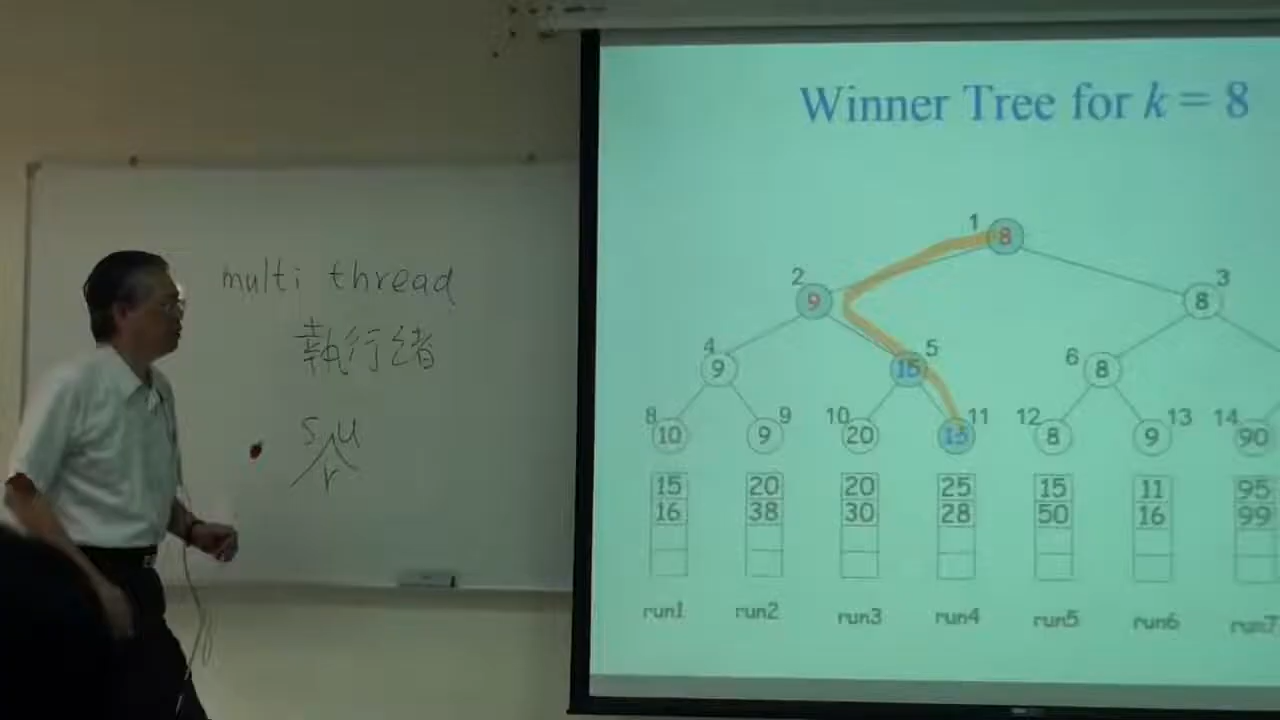 multi thread
執行绪
s u
r
Winner Tree for k = 8
1 8
2 9 3 8
4 9 5 15 6 8
8 10 9 9 10 20 11 15 12 8 13 9 14 90
15 20 20 25 15 11 95
16 38 30 28 50 16 99
run1 run2 run3 run4 run5 run6 run7